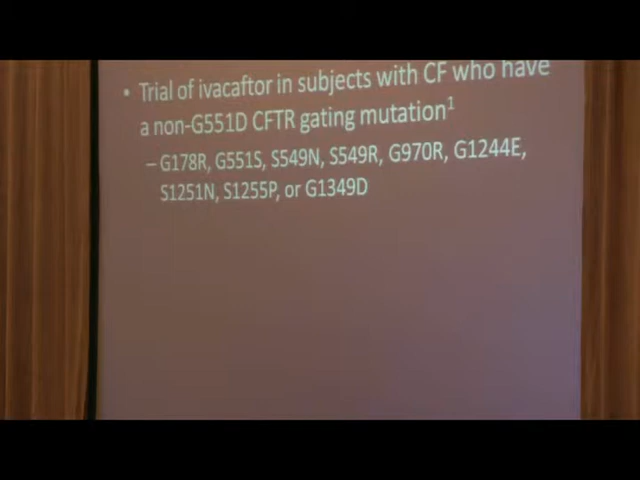 • Trial of ivacaftor in subjects with CF who have
a non-G551D CFTR gating mutation¹
– G178R, G551S, S549N, S549R, G970R, G1244E,
S1251N, S1255P, or G1349D